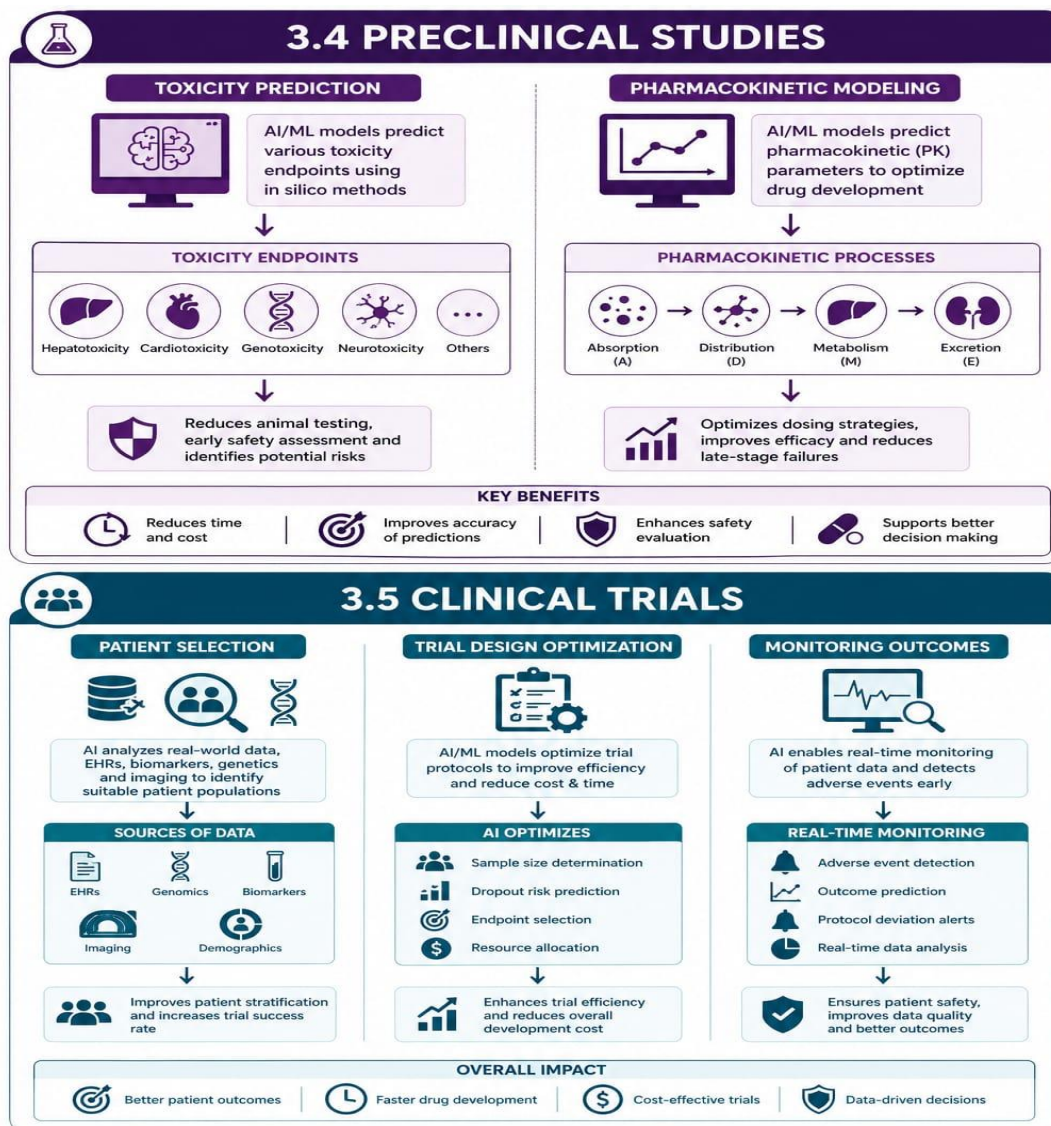 3.4 PRECLINICAL STUDIES
TOXICITY PREDICTION
AI/ML models predict
various toxicity
endpoints using
in silico methods
TOXICITY ENDPOINTS
Hepatotoxicity
Cardiotoxicity
Genotoxicity
Neurotoxicity
Others
Reduces animal testing,
early safety assessment and
identifies potential risks
PHARMACOKINETIC MODELING
AI/ML models predict
pharmacokinetic (PK)
parameters to optimize
drug development
PHARMACOKINETIC PROCESSES
Absorption
(A)
Distribution
(D)
Metabolism
(M)
Excretion
(E)
Optimizes dosing strategies,
improves efficacy and reduces
late-stage failures
KEY BENEFITS
Reduces time
and cost
Improves accuracy
of predictions
Enhances safety
evaluation
Supports better
decision making
3.5 CLINICAL TRIALS
PATIENT SELECTION
AI analyzes real-world data,
EHRs, biomarkers, genetics
and imaging to identify
suitable patient populations
SOURCES OF DATA
EHRs
Genomics
Biomarkers
Imaging
Demographics
Improves patient stratification
and increases trial success
rate
TRIAL DESIGN OPTIMIZATION
AI/ML models optimize trial
protocols to improve efficiency
and reduce cost & time
AI OPTIMIZES
Sample size determination
Dropout risk prediction
Endpoint selection
Resource allocation
Enhances trial efficiency
and reduces overall
development cost
MONITORING OUTCOMES
AI enables real-time monitoring
of patient data and detects
adverse events early
REAL-TIME MONITORING
Adverse event detection
Outcome prediction
Protocol deviation alerts
Real-time data analysis
Ensures patient safety,
improves data quality
and better outcomes
OVERALL IMPACT
Better patient outcomes
Faster drug development
Cost-effective trials
Data-driven decisions